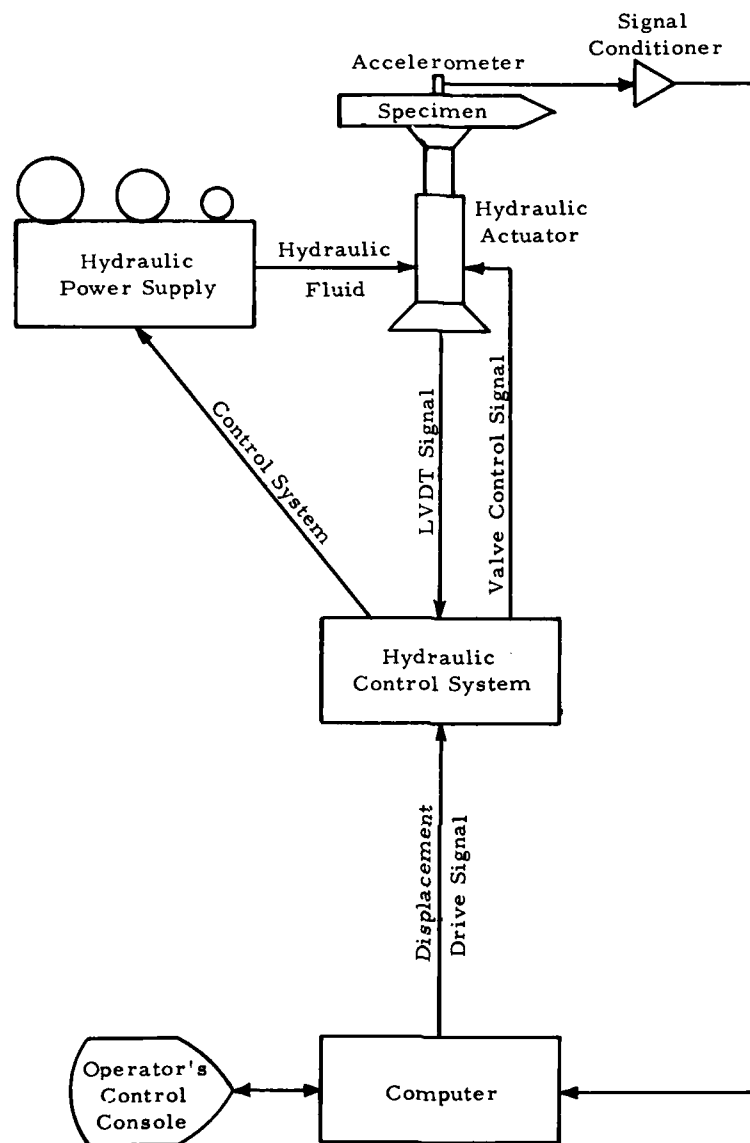 Signal
Conditioner
Accelerometer
Specimen
Hydraulic
Actuator
Hydraulic
Power Supply
Hydraulic
Fluid
Control System
LVDT Signal
Valve Control Signal
Hydraulic
Control System
Displacement
Drive Signal
Operator's
Control
Console
Computer